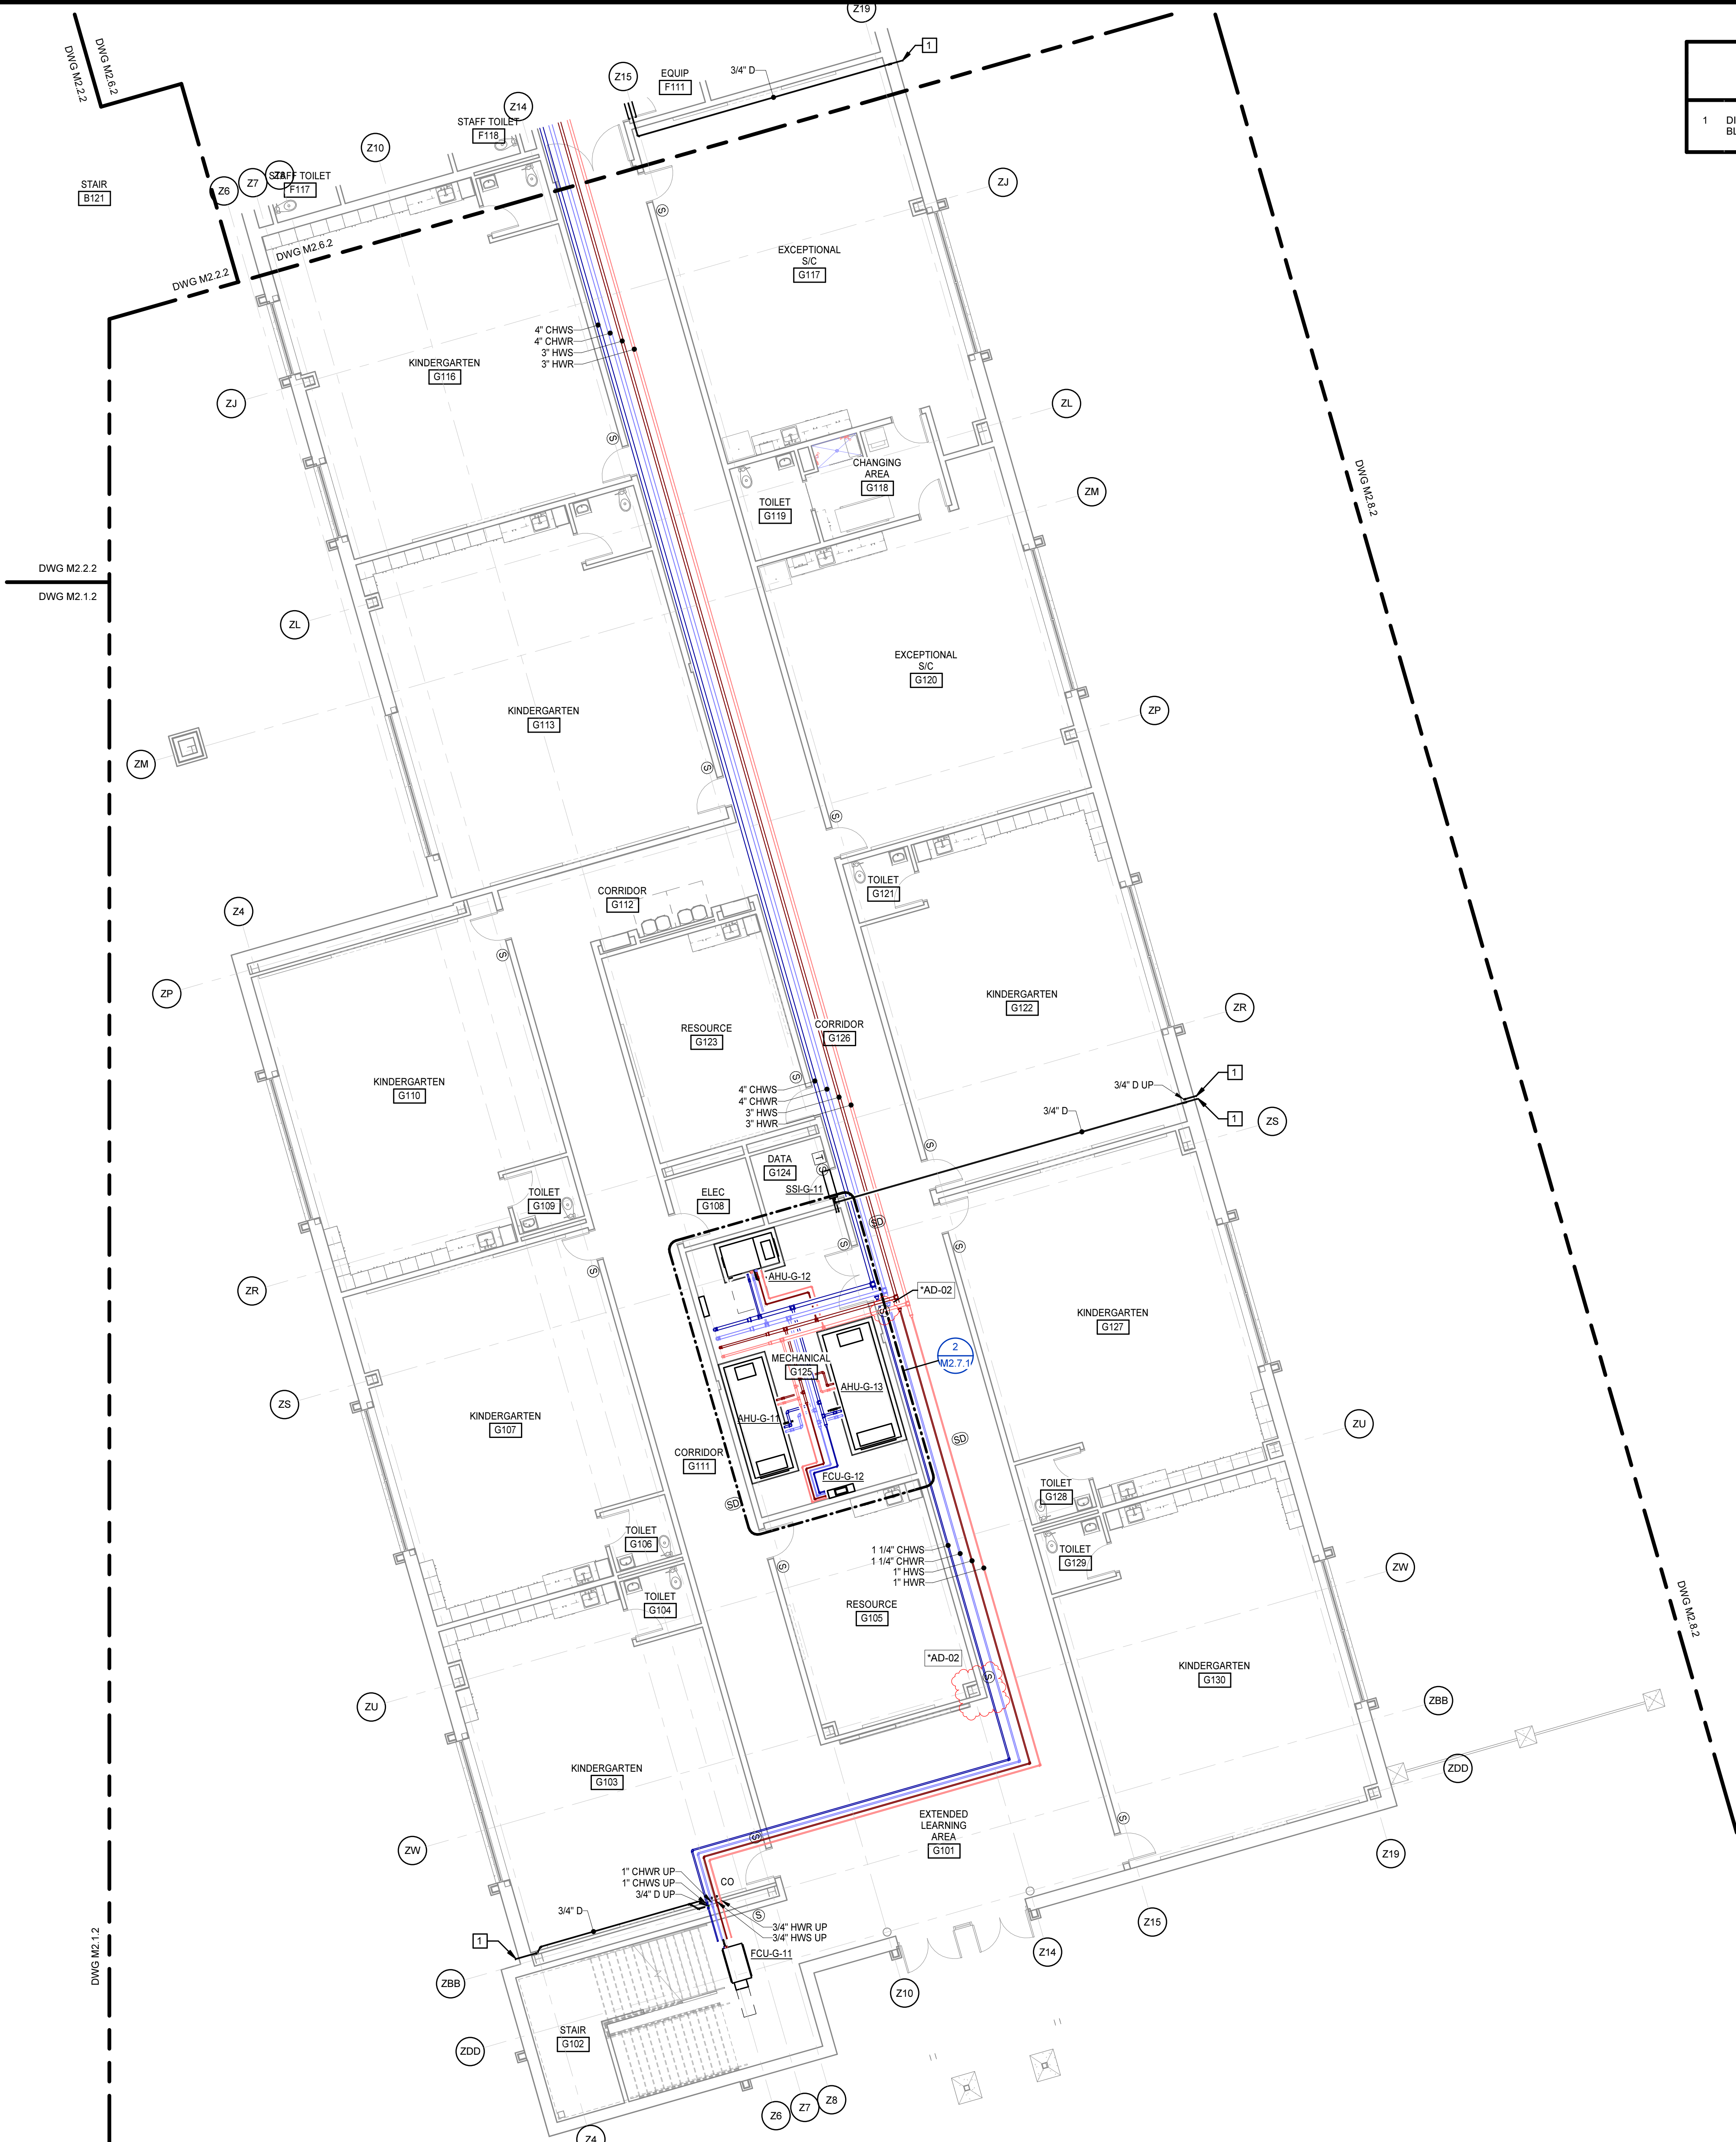 Z19
1
DWG M2.6.2
DWG M2.2.2
Z15
EQUIP
F111
3/4" D
Z14
STAFF TOILET
F118
1
Z10
STAIR
B121
Z6
Z7
Z8
STAFF TOILET
F117
ZJ
DWG M2.6.2
DWG M2.2.2
EXCEPTIONAL
S/C
G117
4" CHWS
4" CHWR
3" HWS
3" HWR
KINDERGARTEN
G116
ZJ
ZL
S
S
CHANGING
AREA
G118
TOILET
G119
ZM
DWG M2.8.2
DWG M2.2.2
DWG M2.1.2
ZL
EXCEPTIONAL
S/C
G120
KINDERGARTEN
G113
ZP
ZM
S
S
TOILET
G121
CORRIDOR
G112
Z4
S
ZP
KINDERGARTEN
G122
ZR
RESOURCE
G123
CORRIDOR
G126
KINDERGARTEN
G110
S
4" CHWS
4" CHWR
3" HWS
3" HWR
3/4" D UP
1
3/4" D
1
ZS
S
DATA
G124
T
S
SSI-G-11
TOILET
G109
ELEC
G108
SD
S
S
ZR
S
AHU-G-12
*AD-02
S
KINDERGARTEN
G127
2
M2.7.1
MECHANICAL
G125
AHU-G-13
ZS
KINDERGARTEN
G107
AHU-G-11
ZU
SD
CORRIDOR
G111
FCU-G-12
TOILET
G128
SD
TOILET
G106
1 1/4" CHWS
1 1/4" CHWR
1" HWS
1" HWR
TOILET
G129
ZW
S
TOILET
G104
RESOURCE
G105
DWG M2.8.2
*AD-02
S
KINDERGARTEN
G130
ZU
ZBB
KINDERGARTEN
G103
ZDD
EXTENDED
LEARNING
AREA
G101
S
S
ZW
Z19
1" CHWR UP
1" CHWS UP
3/4" D UP
CO
3/4" D
S
3/4" HWR UP
3/4" HWS UP
Z15
1
FCU-G-11
Z14
DWG M2.1.2
ZBB
Z10
STAIR
G102
ZDD
Z8
Z7
Z6
Z4